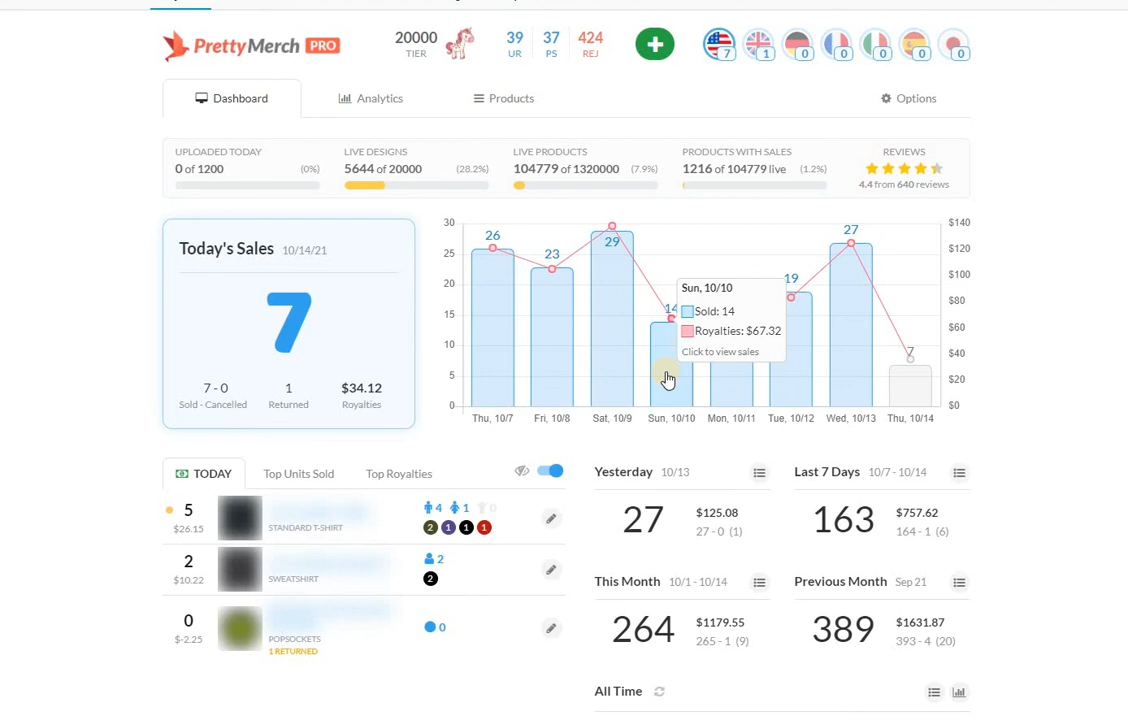 PrettyMerch PRO
20000
TIER
39
UR
37
PS
424
REJ
7
1
0
0
0
0
0
Dashboard
Analytics
Products
Options
UPLOADED TODAY
0 of 1200
(0%)
LIVE DESIGNS
5644 of 20000
(28.2%)
LIVE PRODUCTS
104779 of 1320000
(7.9%)
PRODUCTS WITH SALES
1216 of 104779 live
(1.2%)
REVIEWS
4.4 from 640 reviews
Today's Sales 10/14/21
7
7 - 0
Sold - Cancelled
1
Returned
$34.12
Royalties
30
25
20
15
10
5
0
$140
$120
$100
$80
$60
$40
$20
$0
26
23
29
14
19
27
7
Sun, 10/10
Sold: 14
Royalties: $67.32
Click to view sales
Thu, 10/7
Fri, 10/8
Sat, 10/9
Sun, 10/10
Mon, 10/11
Tue, 10/12
Wed, 10/13
Thu, 10/14
TODAY
Top Units Sold
Top Royalties
5
$26.15
STANDARD T-SHIRT
4 1 0
2 1 1 1
2
$10.22
SWEATSHIRT
2
2
0
$-2.25
POPSOCKETS
1 RETURNED
0
Yesterday 10/13
27
$125.08
27 - 0 (1)
Last 7 Days 10/7 - 10/14
163
$757.62
164 - 1 (6)
This Month 10/1 - 10/14
264
$1179.55
265 - 1 (9)
Previous Month Sep 21
389
$1631.87
393 - 4 (20)
All Time